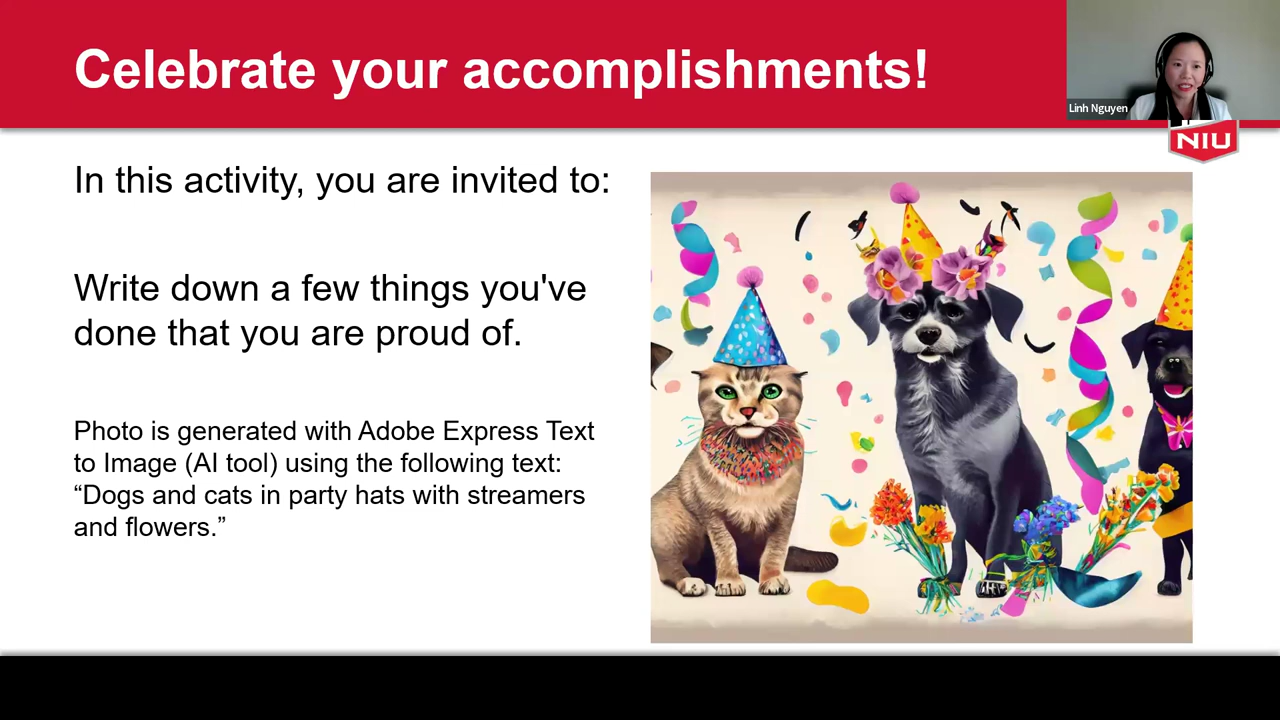 Celebrate your accomplishments!
Linh Nguyen
NIU
In this activity, you are invited to:
Write down a few things you've
done that you are proud of.
Photo is generated with Adobe Express Text
to Image (AI tool) using the following text:
“Dogs and cats in party hats with streamers
and flowers.”